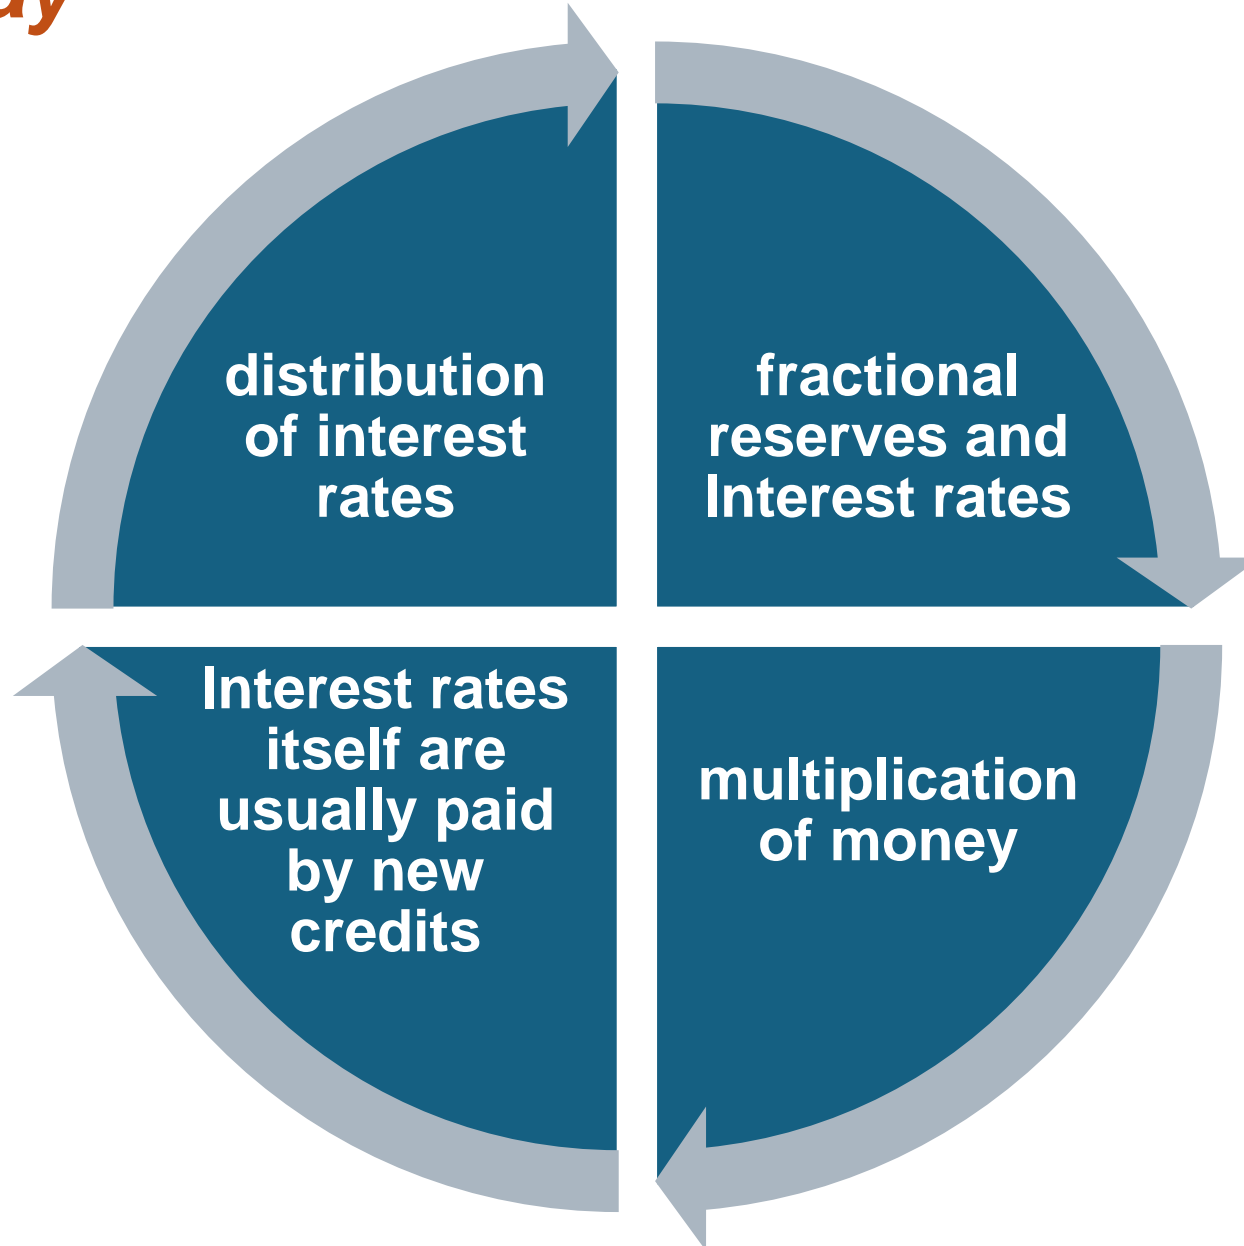 distribution
of interest
rates
fractional
reserves and
Interest rates
Interest rates
itself are
usually paid
by new
credits
multiplication
of money